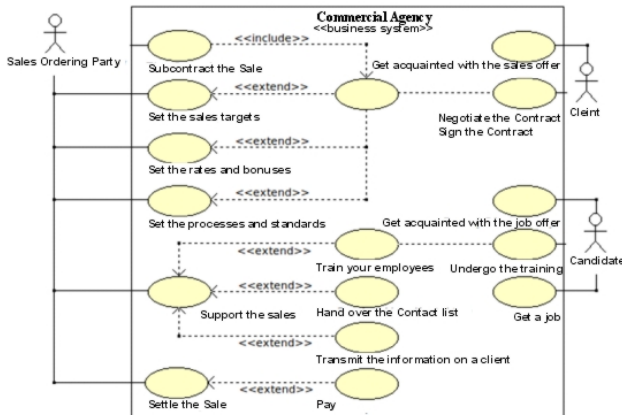 Commercial Agency
<<business system>>
Sales Ordering Party
<<include>>
Subcontract the Sale
Get acquainted with the sales offer
Cleint
<<extend>>
Set the sales targets
Negotiate the Contract
Sign the Contract
<<extend>>
Set the rates and bonuses
<<extend>>
Set the processes and standards
Get acquainted with the job offer
Candidate
<<extend>>
Train your employees
Undergo the training
<<extend>>
Support the sales
Hand over the Contact list
Get a job
<<extend>>
Transmit the information on a client
<<extend>>
Settle the Sale
Pay